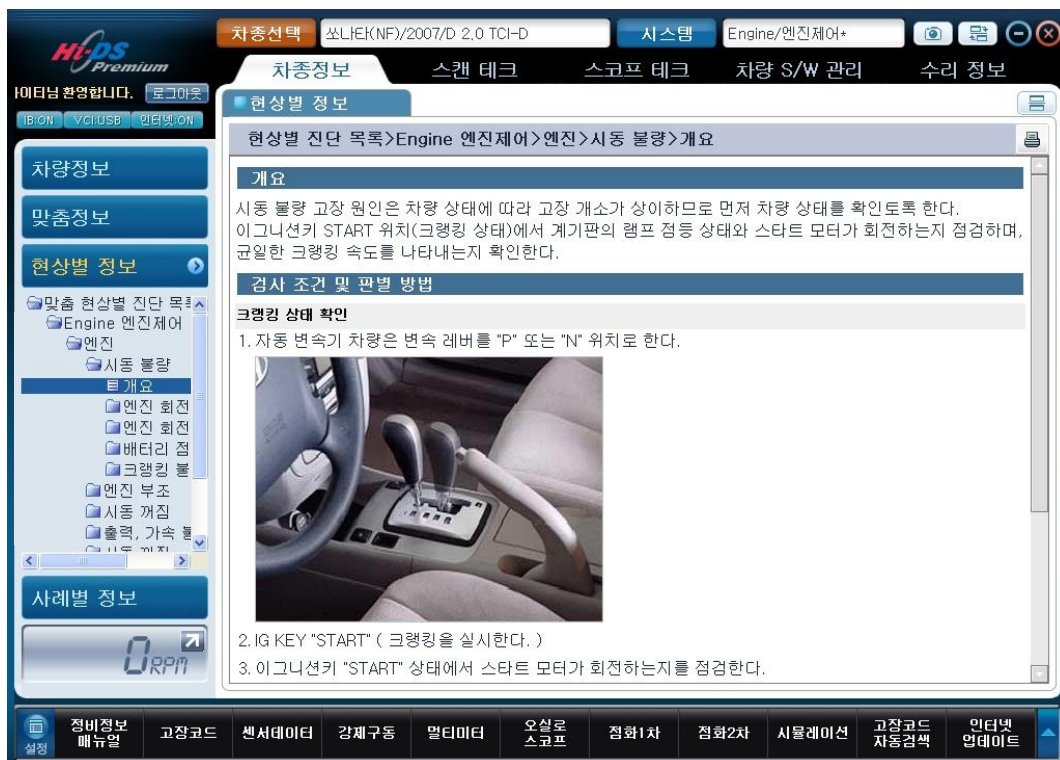 Hi-DS
Premium
차종선택 쏘나타(NF)/2007/D 2.0 TCI-D 시스템 Engine/엔진제어*
차종정보 스캔 테크 스코프 테크 차량 S/W 관리 수리 정보
이터님 환영합니다. 로그아웃
IB:ON VCI:USB 인터넷:ON
현상별 정보
현상별 진단 목록>Engine 엔진제어>엔진>시동 불량>개요
차량정보
맞춤정보
현상별 정보
맞춤 현상별 진단 목록
Engine 엔진제어
엔진
시동 불량
개요
엔진 회전
엔진 회전
배터리 점
크랭킹 불
엔진 부조
시동 꺼짐
출력, 가속 불
사례별 정보
0 RPM
개요
시동 불량 고장 원인은 차량 상태에 따라 고장 개소가 상이하므로 먼저 차량 상태를 확인토록 한다.
이그니션키 START 위치(크랭킹 상태)에서 계기판의 램프 점등 상태와 스타트 모터가 회전하는지 점검하며,
균일한 크랭킹 속도를 나타내는지 확인한다.
검사 조건 및 판별 방법
크랭킹 상태 확인
1. 자동 변속기 차량은 변속 레버를 "P" 또는 "N" 위치로 한다.
2. IG KEY "START" ( 크랭킹을 실시한다. )
3. 이그니션키 "START" 상태에서 스타트 모터가 회전하는지를 점검한다.
설정
정비정보
매뉴얼
고장코드
센서데이터
강제구동
멀티미터
오실로
스코프
점화1차
점화2차
시뮬레이션
고장코드
자동검색
인터넷
업데이트